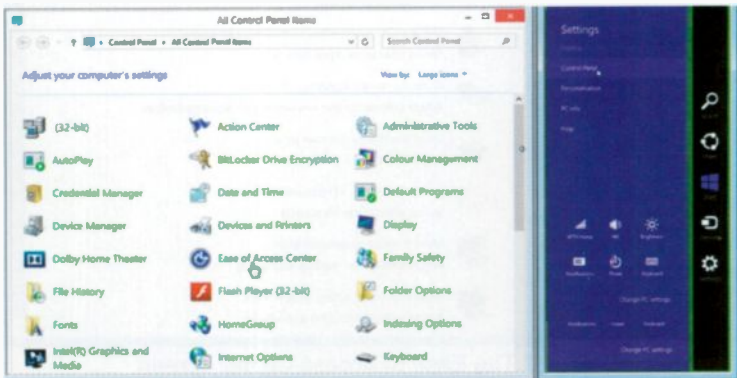 All Control Panel Items
Control Panel All Control Panel Items
Search Control Panel
Adjust your computer's settings
View by: Large icons
(32-bit)
Action Center
Administrative Tools
AutoPlay
BitLocker Drive Encryption
Colour Management
Credential Manager
Date and Time
Default Programs
Device Manager
Devices and Printers
Display
Dolby Home Theater
Ease of Access Center
Family Safety
File History
Flash Player (32-bit)
Folder Options
Fonts
HomeGroup
Indexing Options
Intel(R) Graphics and
Media
Internet Options
Keyboard
Settings
Control Panel
Personalisation
PC info
Help
Change PC settings
Change PC settings